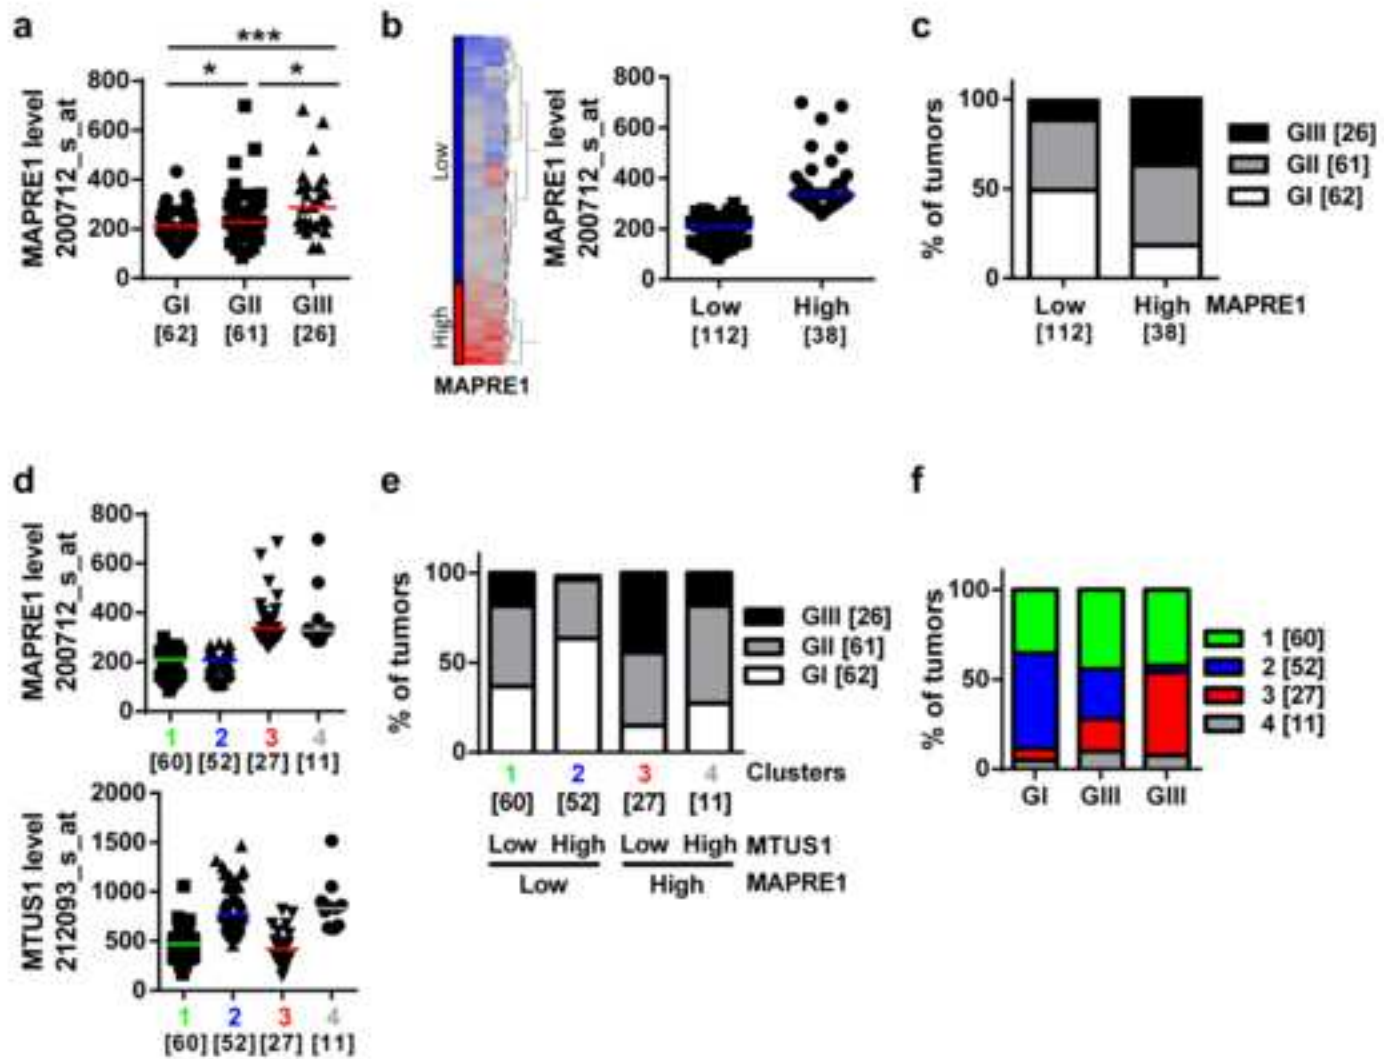 a
***
*
*
MAPRE1 level
200712_s_at
800
600
400
200
0
GI
GII
GIII
[62]
[61]
[26]
b
Low
High
MAPRE1
MAPRE1 level
200712_s_at
800
600
400
200
0
Low
High
[112]
[38]
c
% of tumors
100
50
0
Low
High
MAPRE1
[112]
[38]
GIII [26]
GII [61]
GI [62]
d
MAPRE1 level
200712_s_at
800
600
400
200
0
1
2
3
4
[60]
[52]
[27]
[11]
MTUS1 level
212093_s_at
2000
1500
1000
500
0
1
2
3
4
[60]
[52]
[27]
[11]
e
% of tumors
100
50
0
GIII [26]
GII [61]
GI [62]
1
2
3
4
Clusters
[60]
[52]
[27]
[11]
Low
High
Low
High
MTUS1
Low
High
MAPRE1
f
% of tumors
100
50
0
GI
GIII
GIII
1 [60]
2 [52]
3 [27]
4 [11]